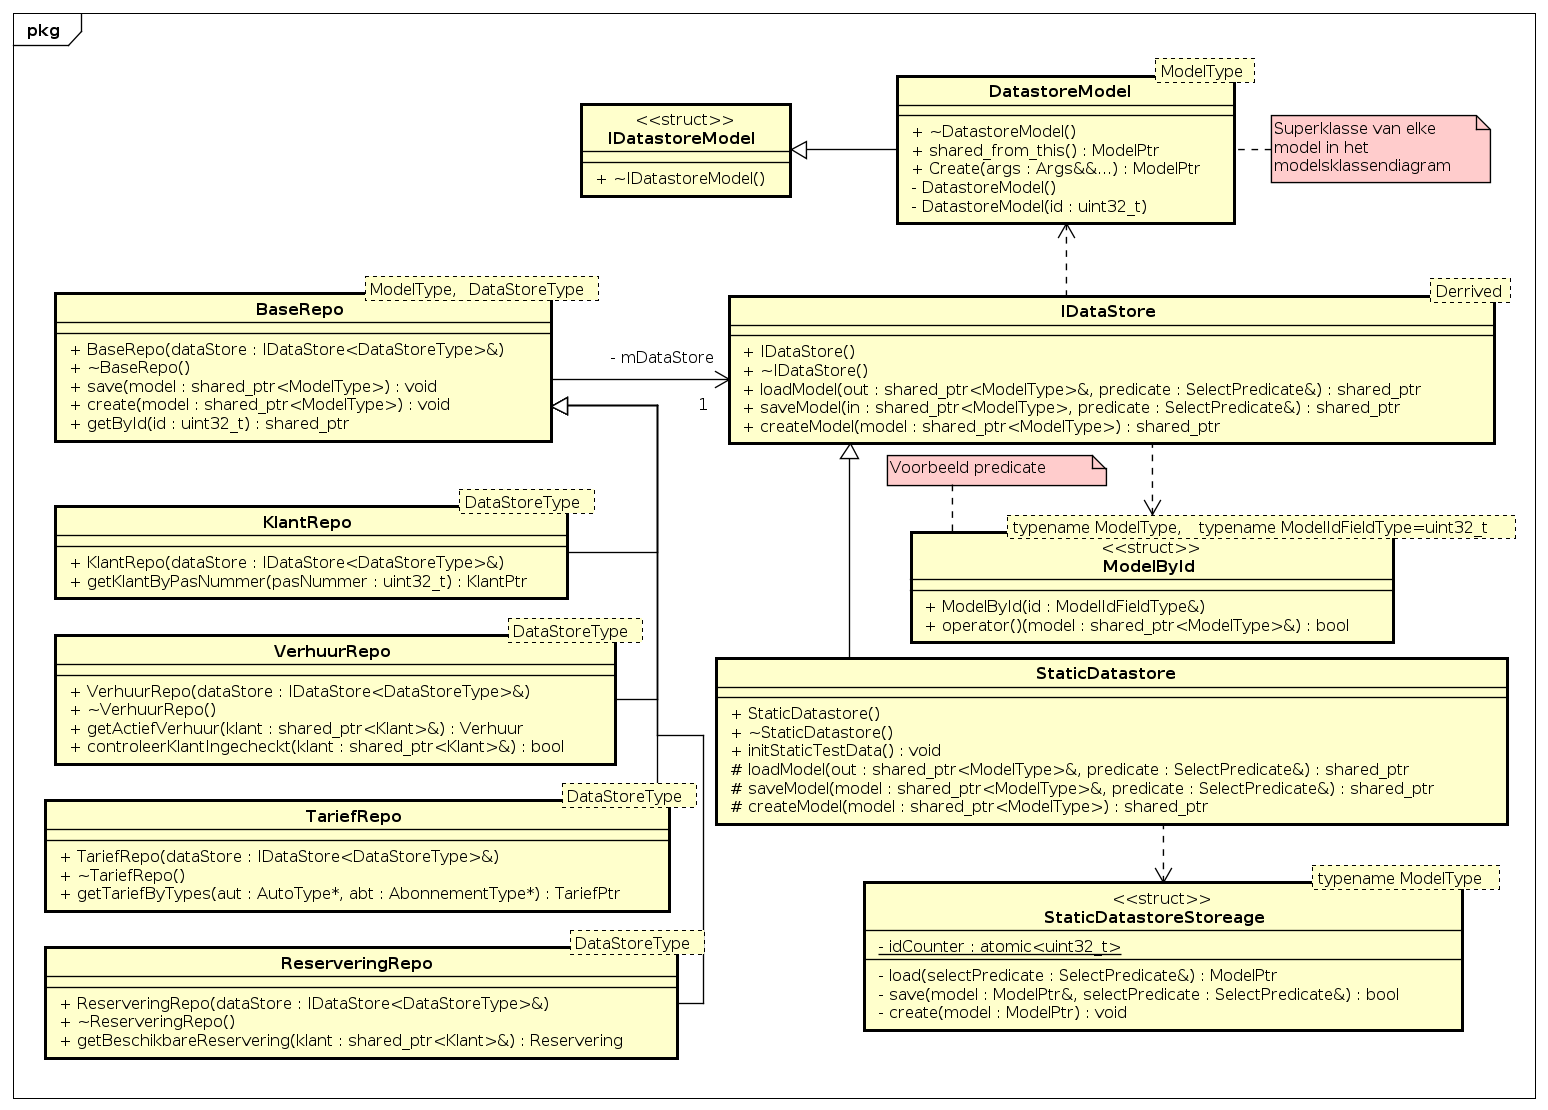 pkg
ModelType
DatastoreModel
+ ~DatastoreModel()
+ shared_from_this() : ModelPtr
+ Create(args : Args&&...) : ModelPtr
- DatastoreModel()
- DatastoreModel(id : uint32_t)
<<struct>>
IDatastoreModel
+ ~IDatastoreModel()
Superklasse van elke
model in het
modelsklassendiagram
ModelType, DataStoreType
BaseRepo
+ BaseRepo(dataStore : IDataStore<DataStoreType>&)
+ ~BaseRepo()
+ save(model : shared_ptr<ModelType>) : void
+ create(model : shared_ptr<ModelType>) : void
+ getById(id : uint32_t) : shared_ptr
- mDataStore
1
Derrived
IDataStore
+ IDataStore()
+ ~IDataStore()
+ loadModel(out : shared_ptr<ModelType>&, predicate : SelectPredicate&) : shared_ptr
+ saveModel(in : shared_ptr<ModelType>, predicate : SelectPredicate&) : shared_ptr
+ createModel(model : shared_ptr<ModelType>) : shared_ptr
Voorbeeld predicate
typename ModelType, typename ModelIdFieldType=uint32_t
<<struct>>
ModelById
+ ModelById(id : ModelIdFieldType&)
+ operator()(model : shared_ptr<ModelType>&) : bool
DataStoreType
KlantRepo
+ KlantRepo(dataStore : IDataStore<DataStoreType>&)
+ getKlantByPasNummer(pasNummer : uint32_t) : KlantPtr
DataStoreType
VerhuurRepo
+ VerhuurRepo(dataStore : IDataStore<DataStoreType>&)
+ ~VerhuurRepo()
+ getActiefVerhuur(klant : shared_ptr<Klant>&) : Verhuur
+ controleerKlantIngecheckt(klant : shared_ptr<Klant>&) : bool
StaticDatastore
+ StaticDatastore()
+ ~StaticDatastore()
+ initStaticTestData() : void
# loadModel(out : shared_ptr<ModelType>&, predicate : SelectPredicate&) : shared_ptr
# saveModel(model : shared_ptr<ModelType>&, predicate : SelectPredicate&) : shared_ptr
# createModel(model : shared_ptr<ModelType>) : shared_ptr
DataStoreType
TariefRepo
+ TariefRepo(dataStore : IDataStore<DataStoreType>&)
+ ~TariefRepo()
+ getTariefByTypes(aut : AutoType*, abt : AbonnementType*) : TariefPtr
typename ModelType
<<struct>>
StaticDatastoreStoreage
- idCounter : atomic<uint32_t>
- load(selectPredicate : SelectPredicate&) : ModelPtr
- save(model : ModelPtr&, selectPredicate : SelectPredicate&) : bool
- create(model : ModelPtr) : void
DataStoreType
ReserveringRepo
+ ReserveringRepo(dataStore : IDataStore<DataStoreType>&)
+ ~ReserveringRepo()
+ getBeschikbareReservering(klant : shared_ptr<Klant>&) : Reservering